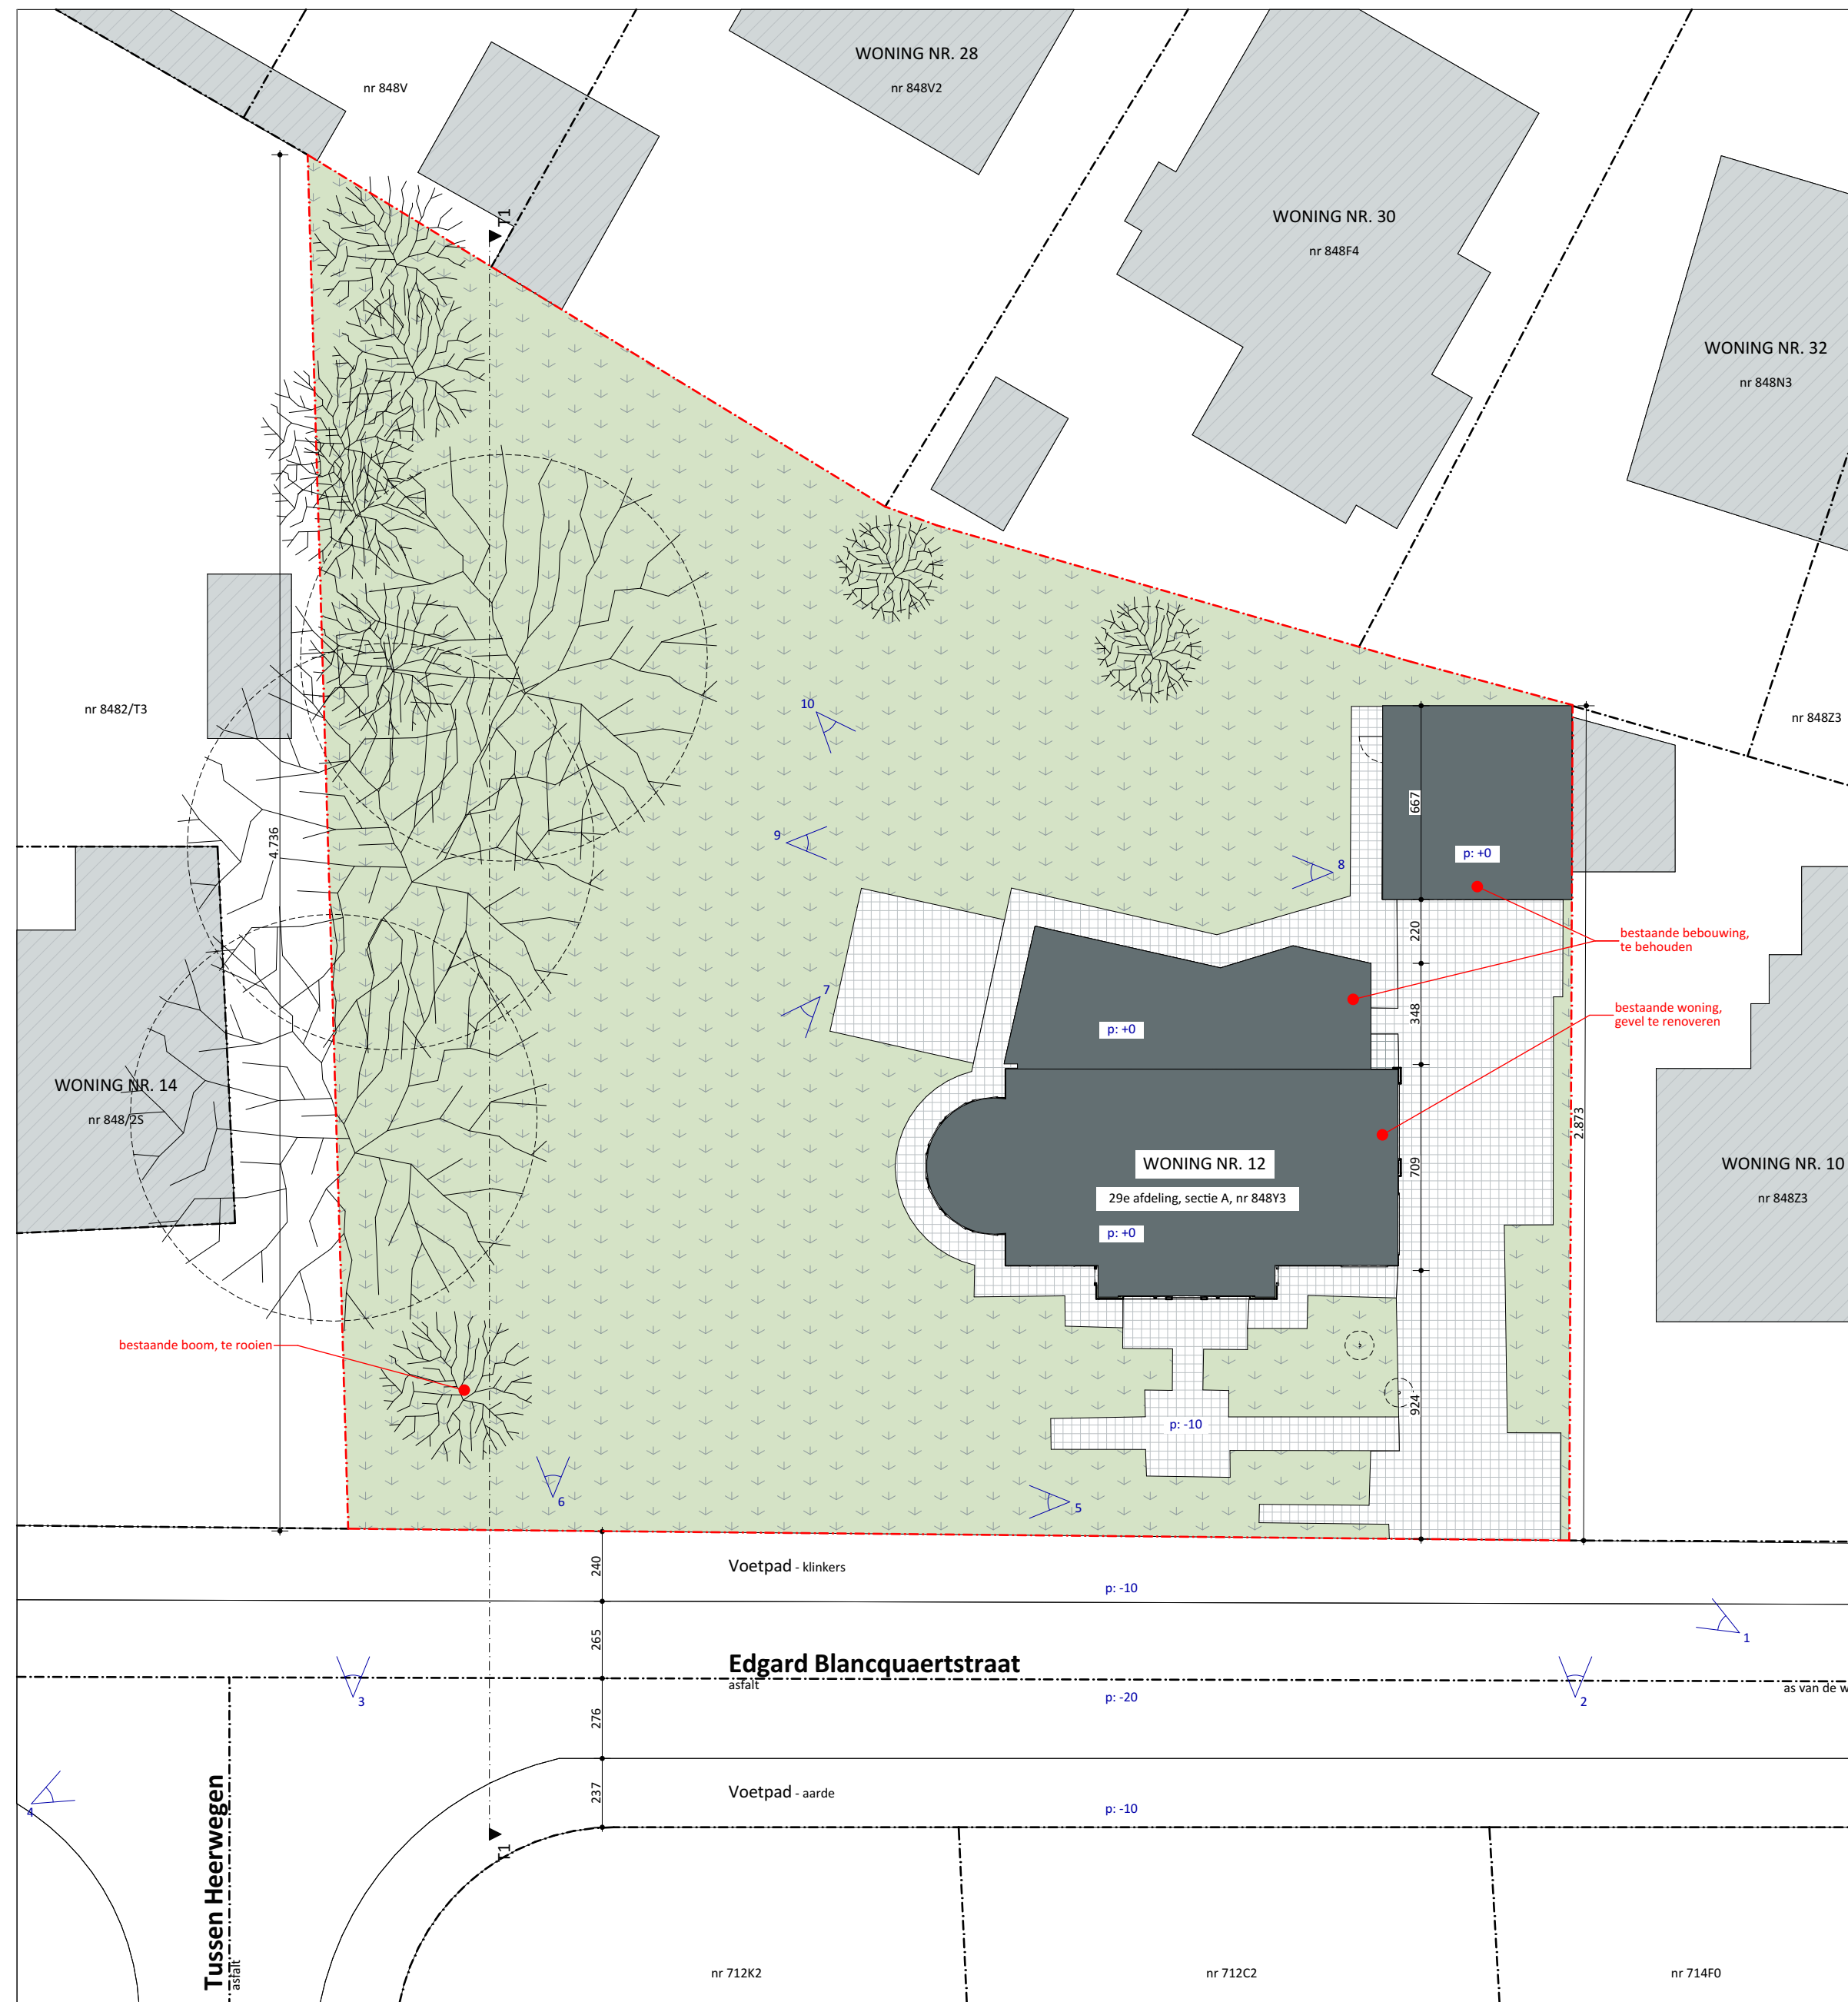 WONING NR. 28
nr 848V
nr 848V2
T1
WONING NR. 30
nr 848F4
WONING NR. 32
nr 848N3
10
nr 8482/T3
nr 848Z3
667
9
4.736
p: +0
8
220
bestaande bebouwing,
te behouden
7
348
bestaande woning,
gevel te renoveren
p: +0
WONING NR. 14
nr 848/2S
2.873
709
WONING NR. 12
29e afdeling, sectie A, nr 848Y3
p: +0
WONING NR. 10
nr 848Z3
bestaande boom, te rooien
924
p: -10
6
5
240
Voetpad - klinkers
p: -10
1
265
Edgard Blancquaertstraat
asfalt
as van de w
3
p: -20
2
276
4
Voetpad - aarde
237
p: -10
T1
Tussen Heerwegen
asfalt
nr 712K2
nr 712C2
nr 714F0